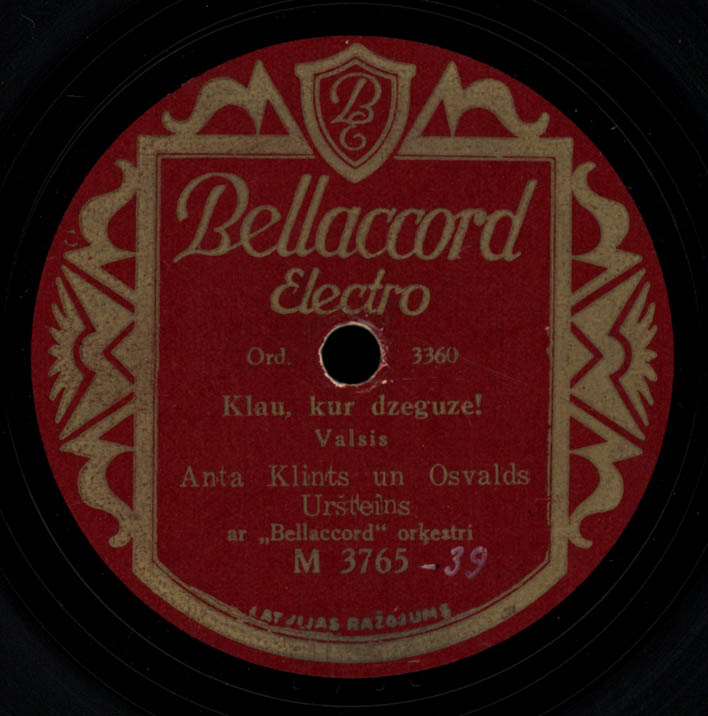 BE
Bellaccord
Electro
Ord. 3360
Klau, kur dzeguze!
Valsis
Anta Klints un Osvalds
Uršteins
ar „Bellaccord“ orķestri
M 3765 -39
LATVIJAS RAŽOJUMS